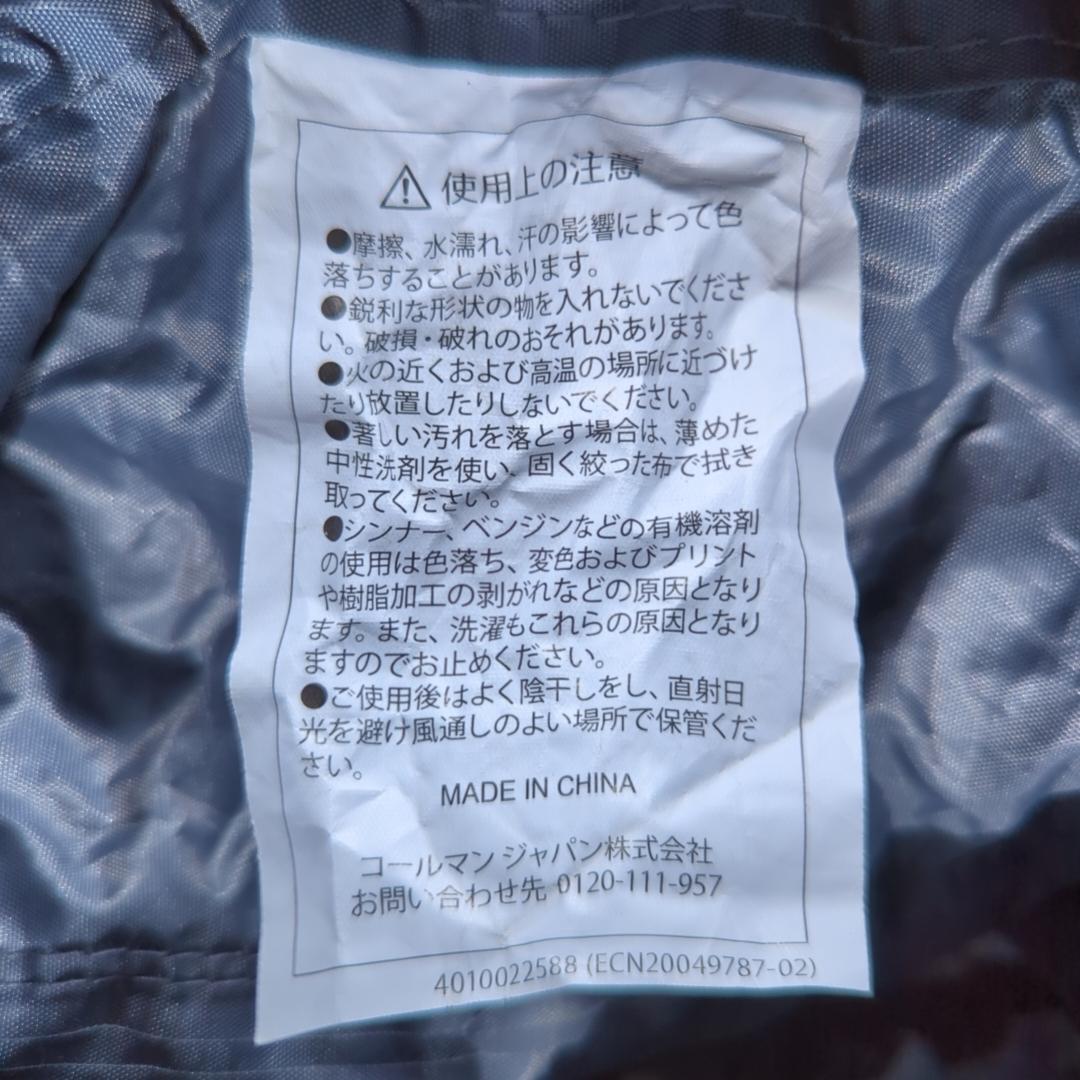 使用上の注意
●摩擦、水濡れ、汗の影響によって色
落ちすることがあります。
●鋭利な形状の物を入れないでくださ
い。破損・破れのおそれがあります。
●火の近くおよび高温の場所に近づけ
たり放置したりしないでください。
●著しい汚れを落とす場合は、薄めた
中性洗剤を使い、固く絞った布で拭き
取ってください。
●シンナー、ベンジンなどの有機溶剤
の使用は色落ち、変色およびプリント
や樹脂加工の剥がれなどの原因となり
ます。また、洗濯もこれらの原因となり
ますのでお止めください。
●ご使用後はよく陰干しをし、直射日
光を避け風通しのよい場所で保管くだ
さい。
MADE IN CHINA
コールマン ジャパン株式会社
お問い合わせ先 0120-111-957
4010022588 (ECN20049787-02)